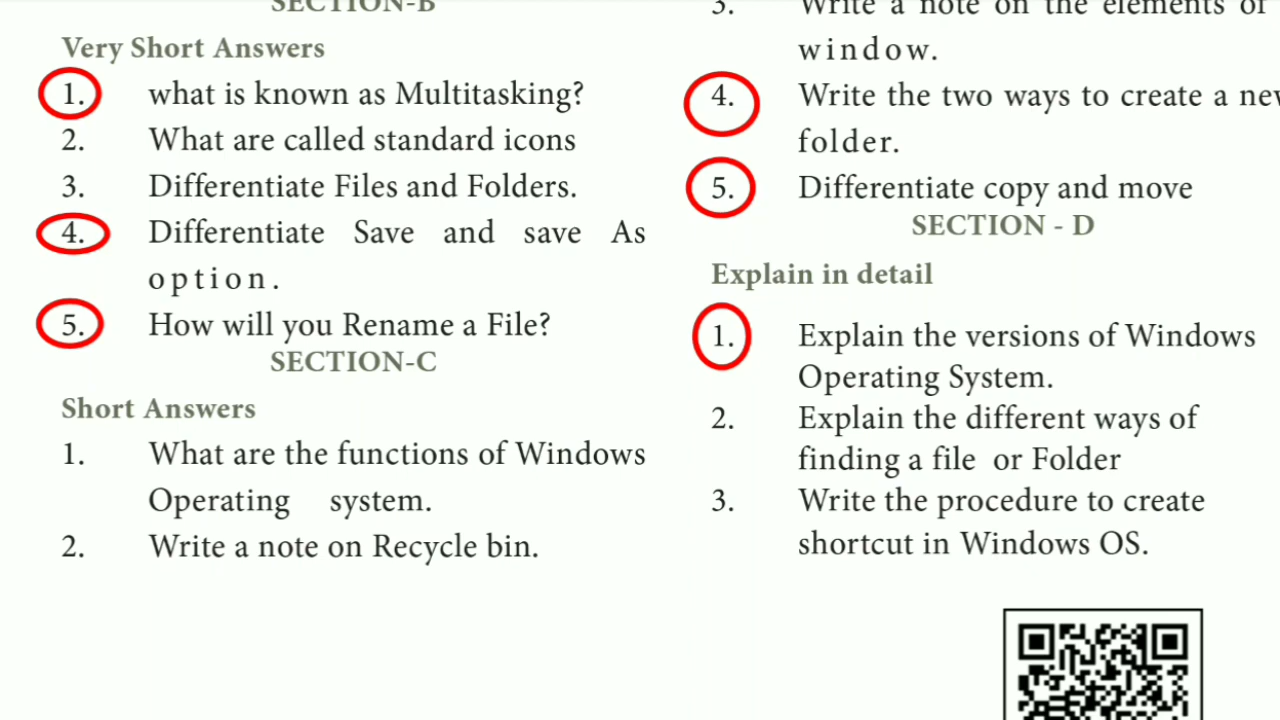 SECTION-B
Very Short Answers
1. what is known as Multitasking?
2. What are called standard icons
3. Differentiate Files and Folders.
4. Differentiate Save and save As
option.
5. How will you Rename a File?
SECTION-C
Short Answers
1. What are the functions of Windows
Operating system.
2. Write a note on Recycle bin.
3. Write a note on the elements of
window.
4. Write the two ways to create a new
folder.
5. Differentiate copy and move
SECTION - D
Explain in detail
1. Explain the versions of Windows
Operating System.
2. Explain the different ways of
finding a file or Folder
3. Write the procedure to create
shortcut in Windows OS.